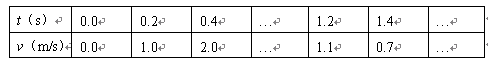 t（s） 0.0 0.2 0.4 … 1.2 1.4 …
v（m/s） 0.0 1.0 2.0 … 1.1 0.7 …